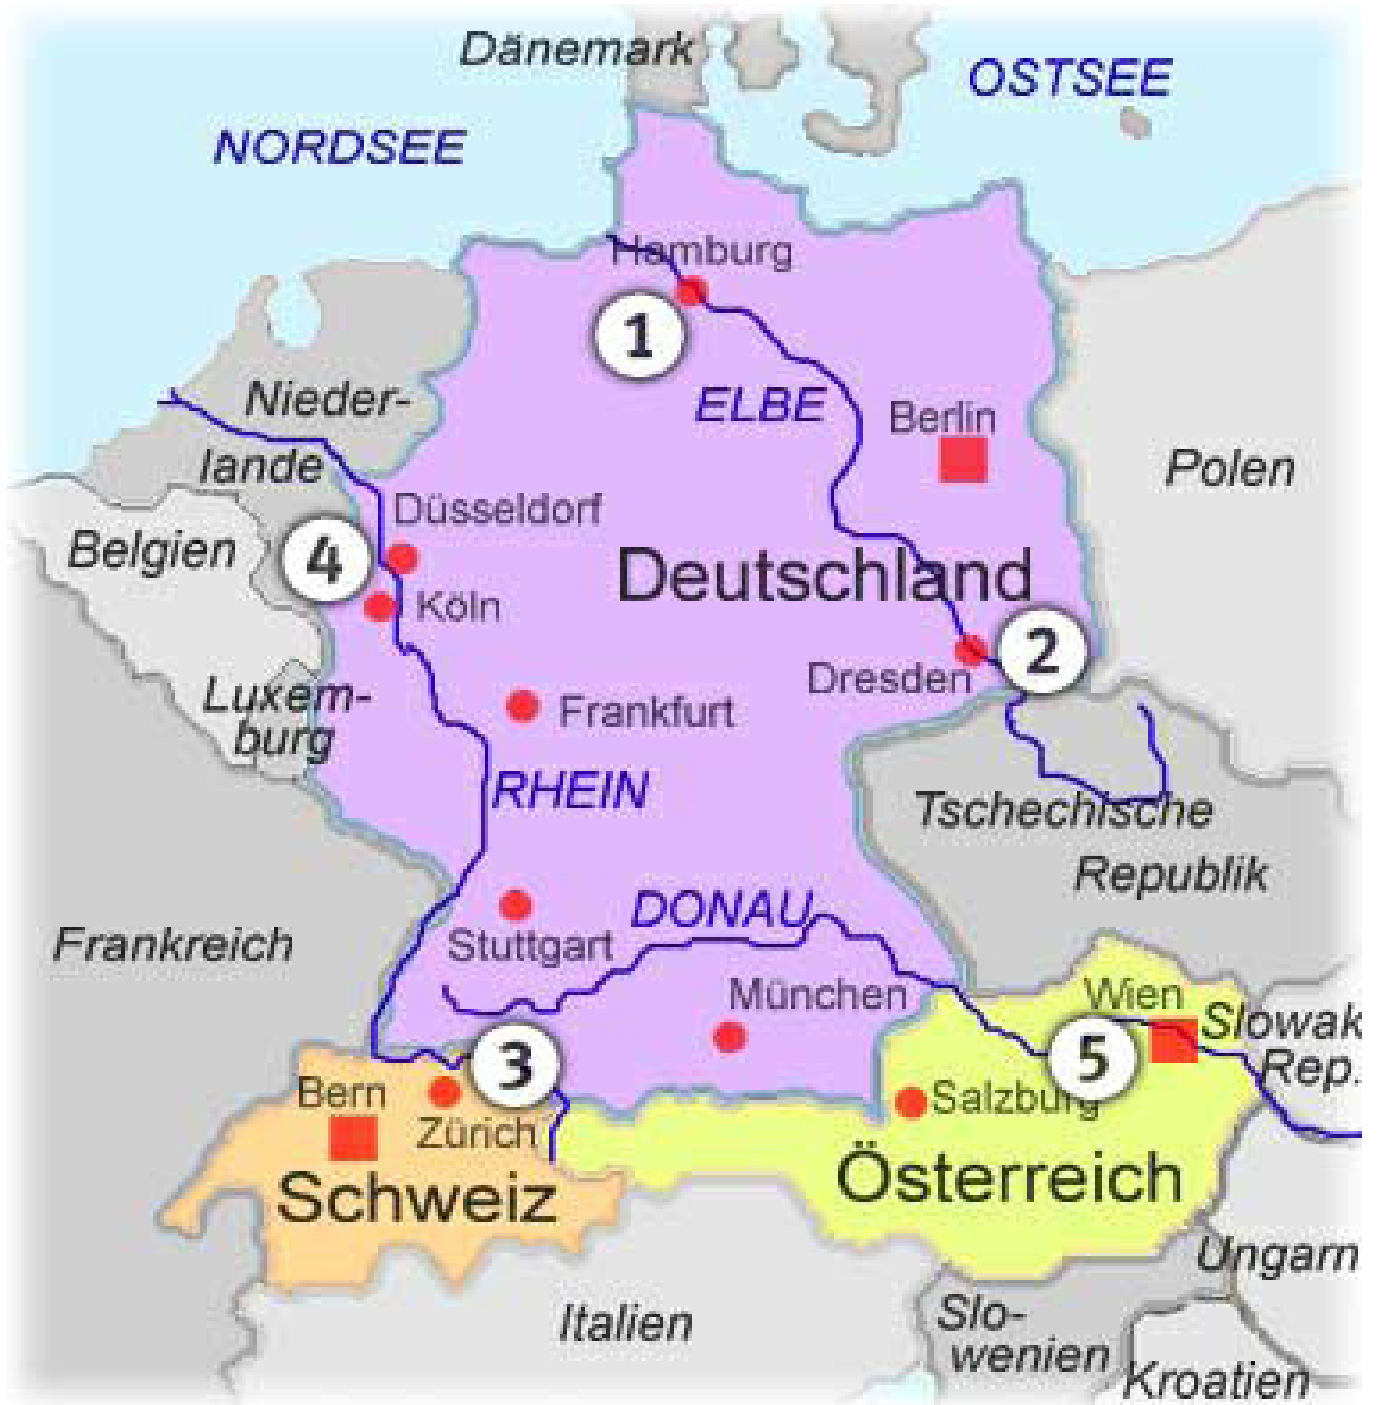 Dänemark
OSTSEE
NORDSEE
Hamburg
1
ELBE
Nieder-
lande
Berlin
Polen
Düsseldorf
Belgien
4
Deutschland
Köln
2
Dresden
Luxem-
burg
Frankfurt
RHEIN
Tschechische
Republik
DONAU
Frankreich
Stuttgart
München
Wien
Slowak
Rep.
3
5
Bern
Zürich
Salzburg
Schweiz
Österreich
Ungarn
Italien
Slo-
wenien
Kroatien